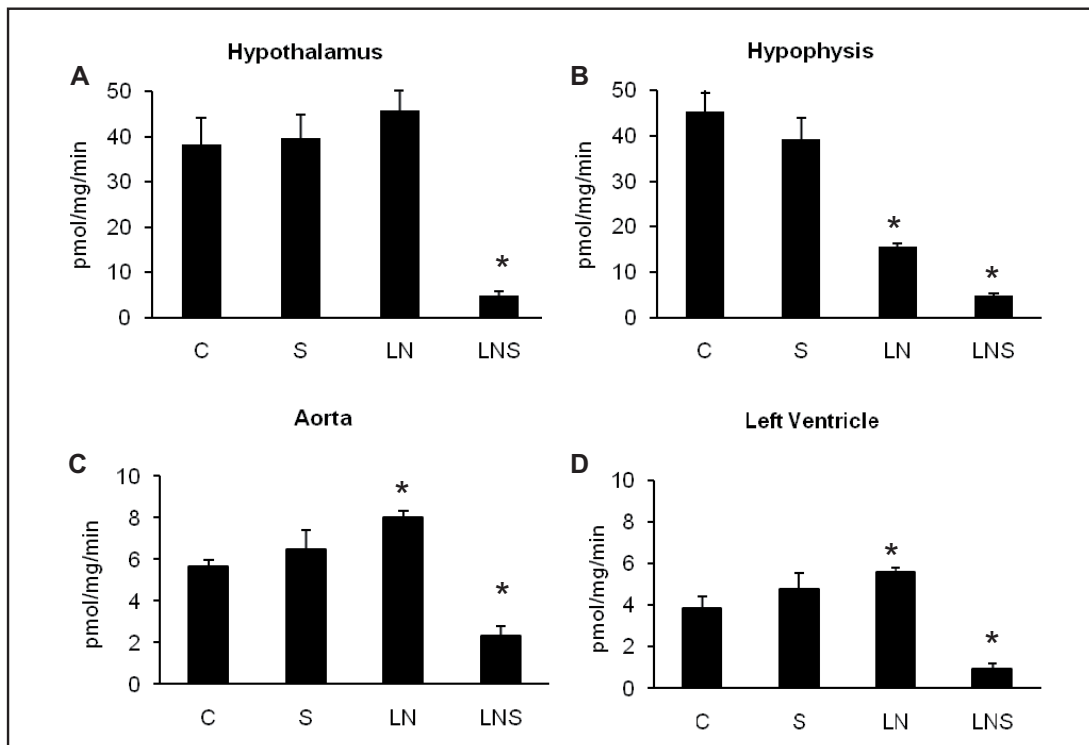 Hypothalamus
A
pmol/mg/min
50
40
30
20
10
0
*
C S LN LNS
Hypophysis
B
pmol/mg/min
50
40
30
20
10
0
*
*
C S LN LNS
Aorta
C
pmol/mg/min
10
8
6
4
2
0
*
*
C S LN LNS
Left Ventricle
D
pmol/mg/min
10
8
6
4
2
0
*
*
C S LN LNS